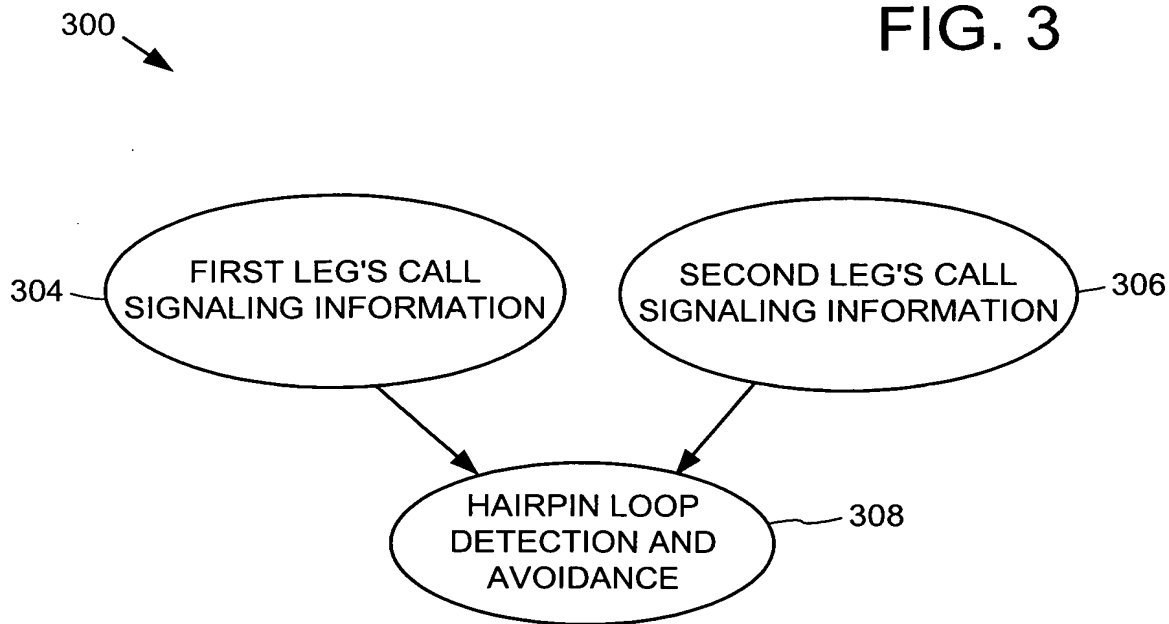 FIG. 3
300
FIRST LEG'S CALL
SIGNALING INFORMATION
304
SECOND LEG'S CALL
SIGNALING INFORMATION
306
HAIRPIN LOOP
DETECTION AND
AVOIDANCE
308